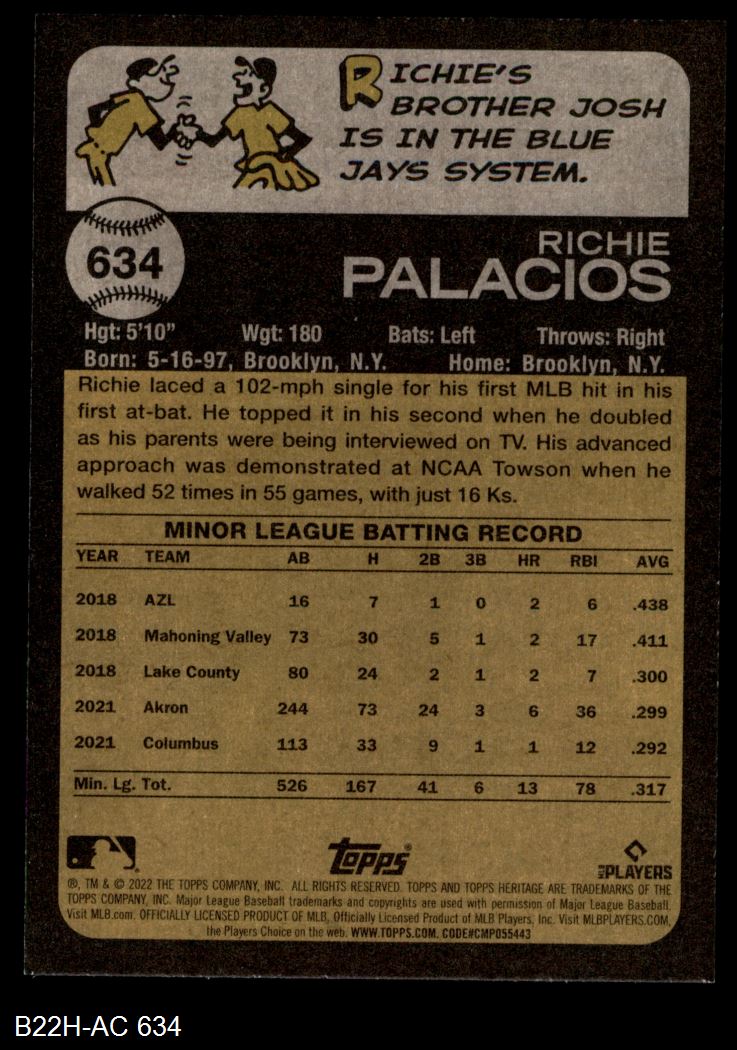 RICHIE'S
BROTHER JOSH
IS IN THE BLUE
JAYS SYSTEM.
634
RICHIE
PALACIOS
Hgt: 5'10" Wgt: 180 Bats: Left Throws: Right
Born: 5-16-97, Brooklyn, N.Y. Home: Brooklyn, N.Y.
Richie laced a 102-mph single for his first MLB hit in his
first at-bat. He topped it in his second when he doubled
as his parents were being interviewed on TV. His advanced
approach was demonstrated at NCAA Towson when he
walked 52 times in 55 games, with just 16 Ks.
MINOR LEAGUE BATTING RECORD
YEAR TEAM AB H 2B 3B HR RBI AVG
2018 AZL 16 7 1 0 2 6 .438
2018 Mahoning Valley 73 30 5 1 2 17 .411
2018 Lake County 80 24 2 1 2 7 .300
2021 Akron 244 73 24 3 6 36 .299
2021 Columbus 113 33 9 1 1 12 .292
Min. Lg. Tot. 526 167 41 6 13 78 .317
Topps
MLB PLAYERS
®, TM & © 2022 THE TOPPS COMPANY, INC. ALL RIGHTS RESERVED. TOPPS AND TOPPS HERITAGE ARE TRADEMARKS OF THE
TOPPS COMPANY, INC. Major League Baseball trademarks and copyrights are used with permission of Major League Baseball.
Visit MLB.com. OFFICIALLY LICENSED PRODUCT OF MLB, Officially Licensed Product of MLB Players, Inc. Visit MLBPLAYERS.COM,
the Players Choice on the web. WWW.TOPPS.COM. CODE#CMP055443
B22H-AC 634